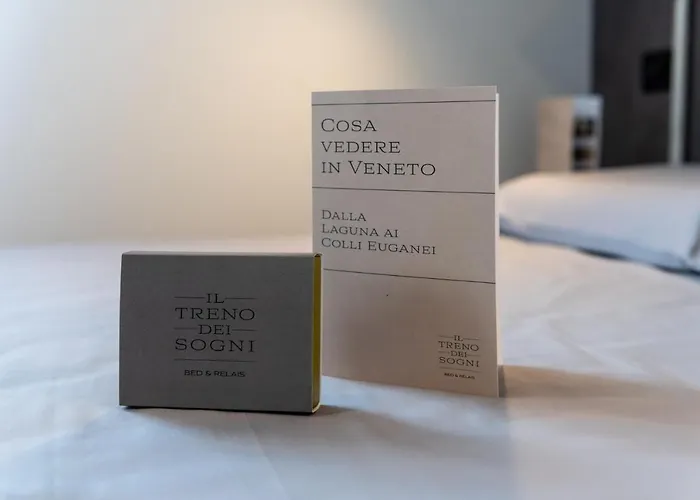 IL
TRENO
DEI
SOGNI
BED & RELAIS
COSA
VEDERE
IN VENETO
DALLA
LAGUNA AI
COLLI EUGANEI
IL
TRENO
DEI
SOGNI
BED & RELAIS